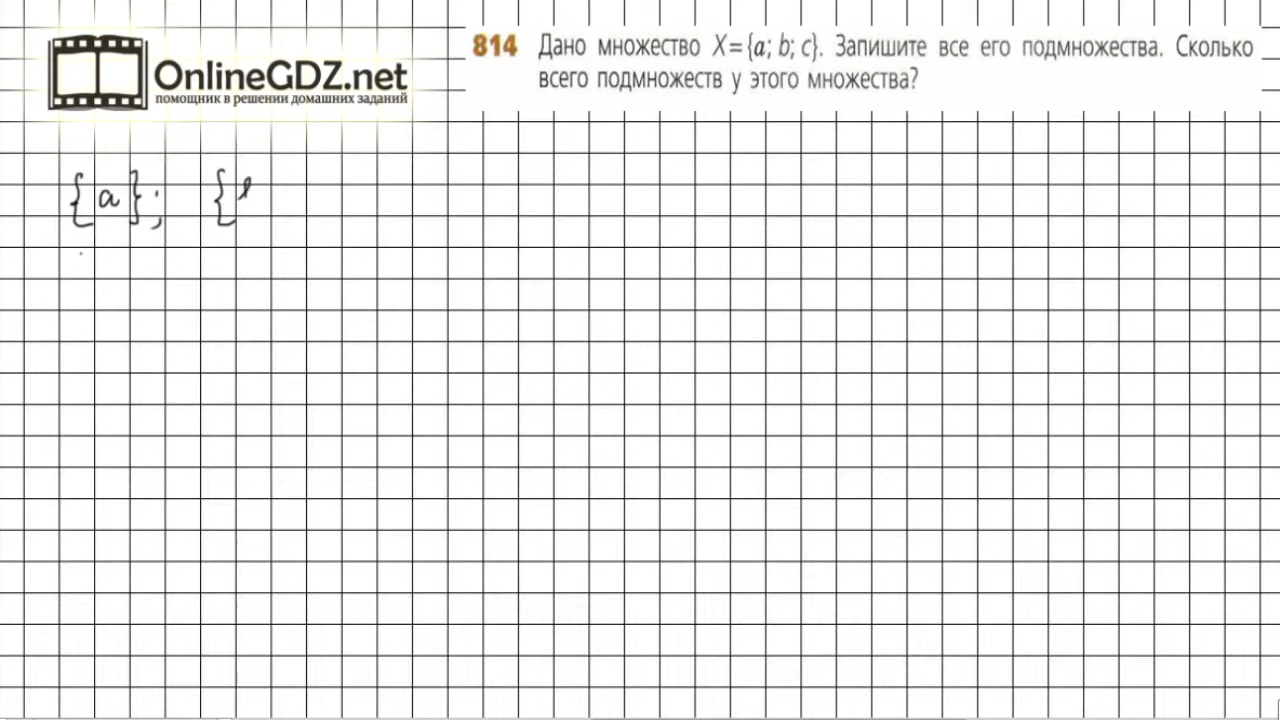 OnlineGDZ.net
помощник в решении домашних заданий
814 Дано множество X={a; b; c}. Запишите все его подмножества. Сколько
всего подмножеств у этого множества?
{a}; {